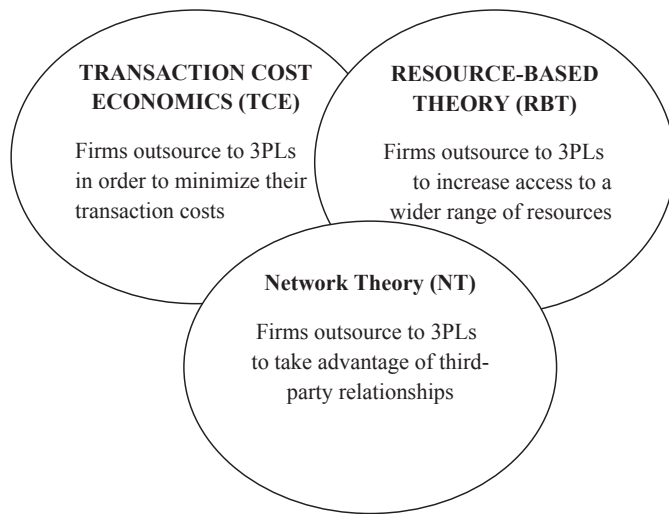 TRANSACTION COST
ECONOMICS (TCE)
Firms outsource to 3PLs
in order to minimize their
transaction costs
RESOURCE-BASED
THEORY (RBT)
Firms outsource to 3PLs
to increase access to a
wider range of resources
Network Theory (NT)
Firms outsource to 3PLs
to take advantage of third-
party relationships